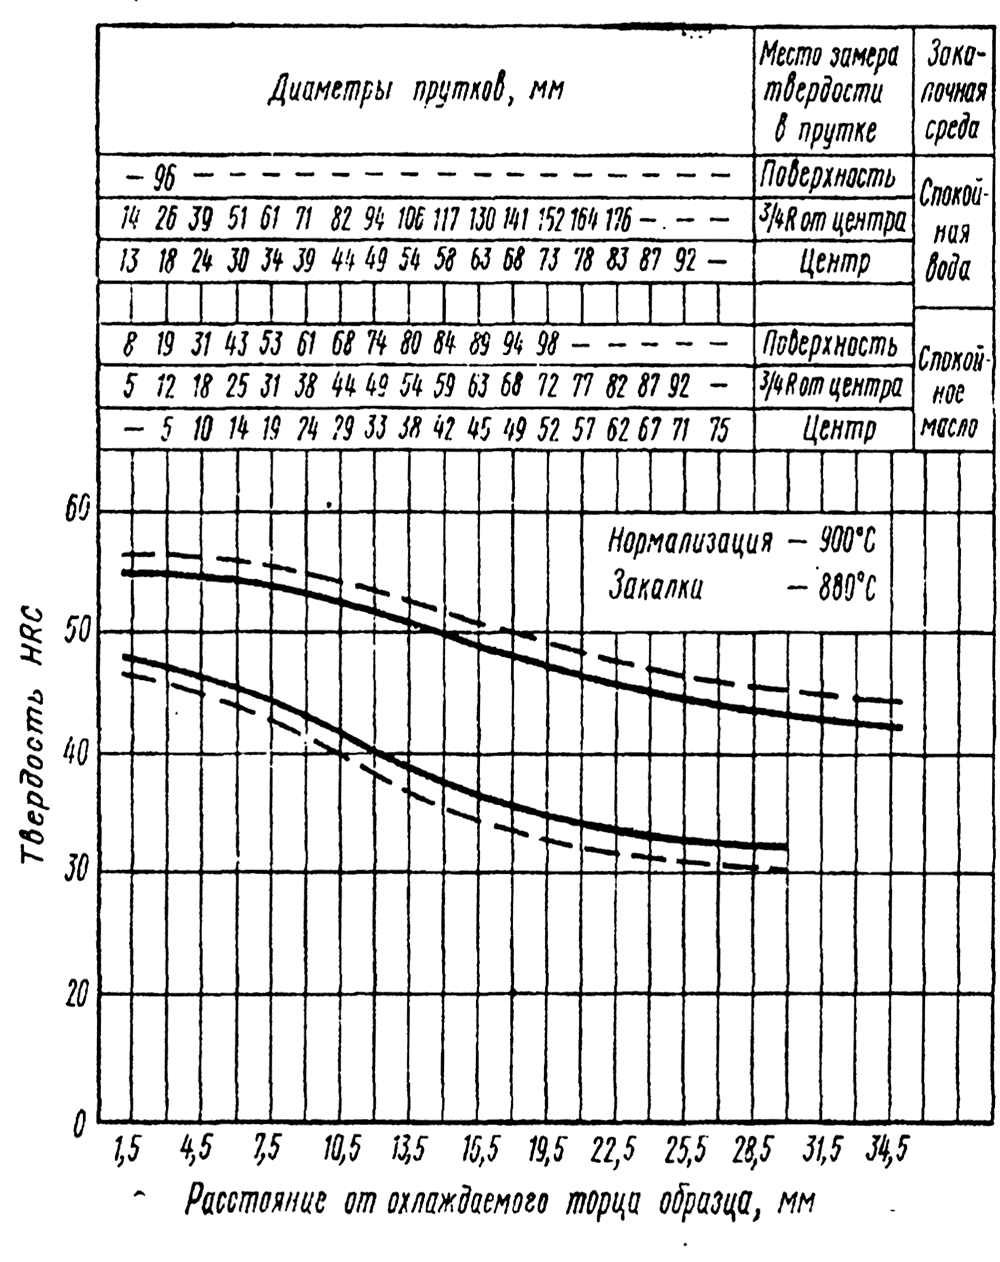 Диаметры прутков, мм
Место замера
твердости
в прутке
Зака-
лочная
среда
– 96 – – – – – – – – – – – – – – – – Поверхность
14 26 39 51 61 71 82 94 106 117 130 141 152 164 176 – – – 3/4R от центра
13 18 24 30 34 39 44 49 54 58 63 68 73 78 83 87 92 – Центр
Спокой-
ная
вода
8 19 31 43 53 61 68 74 80 84 89 94 98 – – – – – Поверхность
5 12 18 25 31 38 44 49 54 59 63 68 72 77 82 87 92 – 3/4R от центра
– 5 10 14 19 24 29 33 38 42 45 49 52 57 62 67 71 75 Центр
Спокой-
ное
масло
Нормализация – 900°С
Закалки – 880°С
Твердость HRC
60
50
40
30
20
0
1,5 4,5 7,5 10,5 13,5 16,5 19,5 22,5 25,5 28,5 31,5 34,5
Расстояние от охлаждаемого торца образца, мм